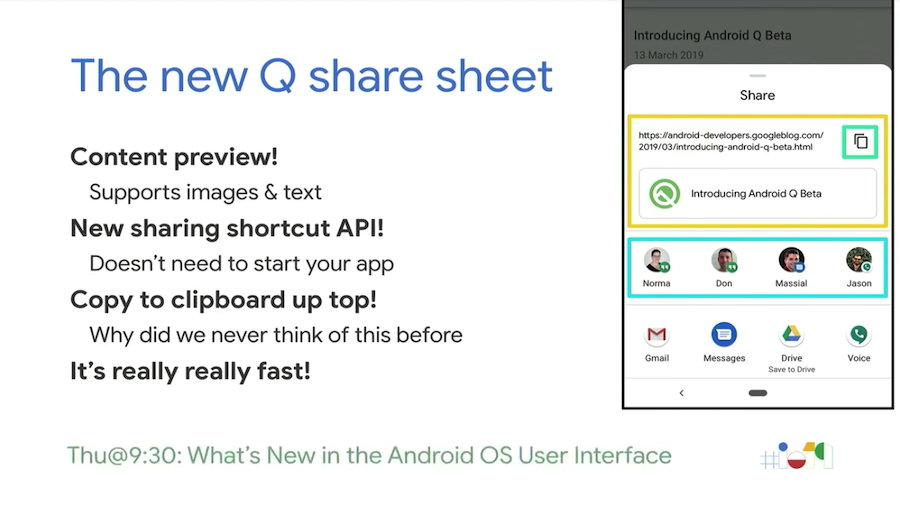 The new Q share sheet
Content preview!
Supports images & text
New sharing shortcut API!
Doesn't need to start your app
Copy to clipboard up top!
Why did we never think of this before
It's really really fast!
Thu@9:30: What's New in the Android OS User Interface
#io19
Introducing Android Q Beta
13 March 2019
Share
https://android-developers.googleblog.com/
2019/03/introducing-android-q-beta.html
Introducing Android Q Beta
Norma Don Massial Jason
Gmail Messages Drive Voice
Save to Drive